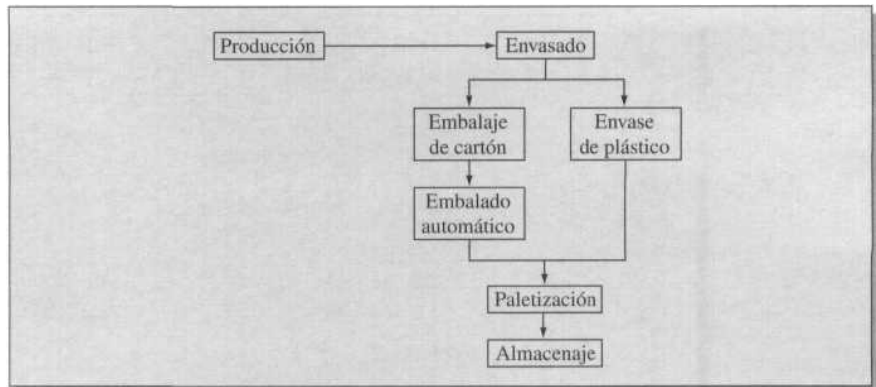 Producción
Envasado
Embalaje
de cartón
Envase
de plástico
Embalado
automático
Paletización
Almacenaje